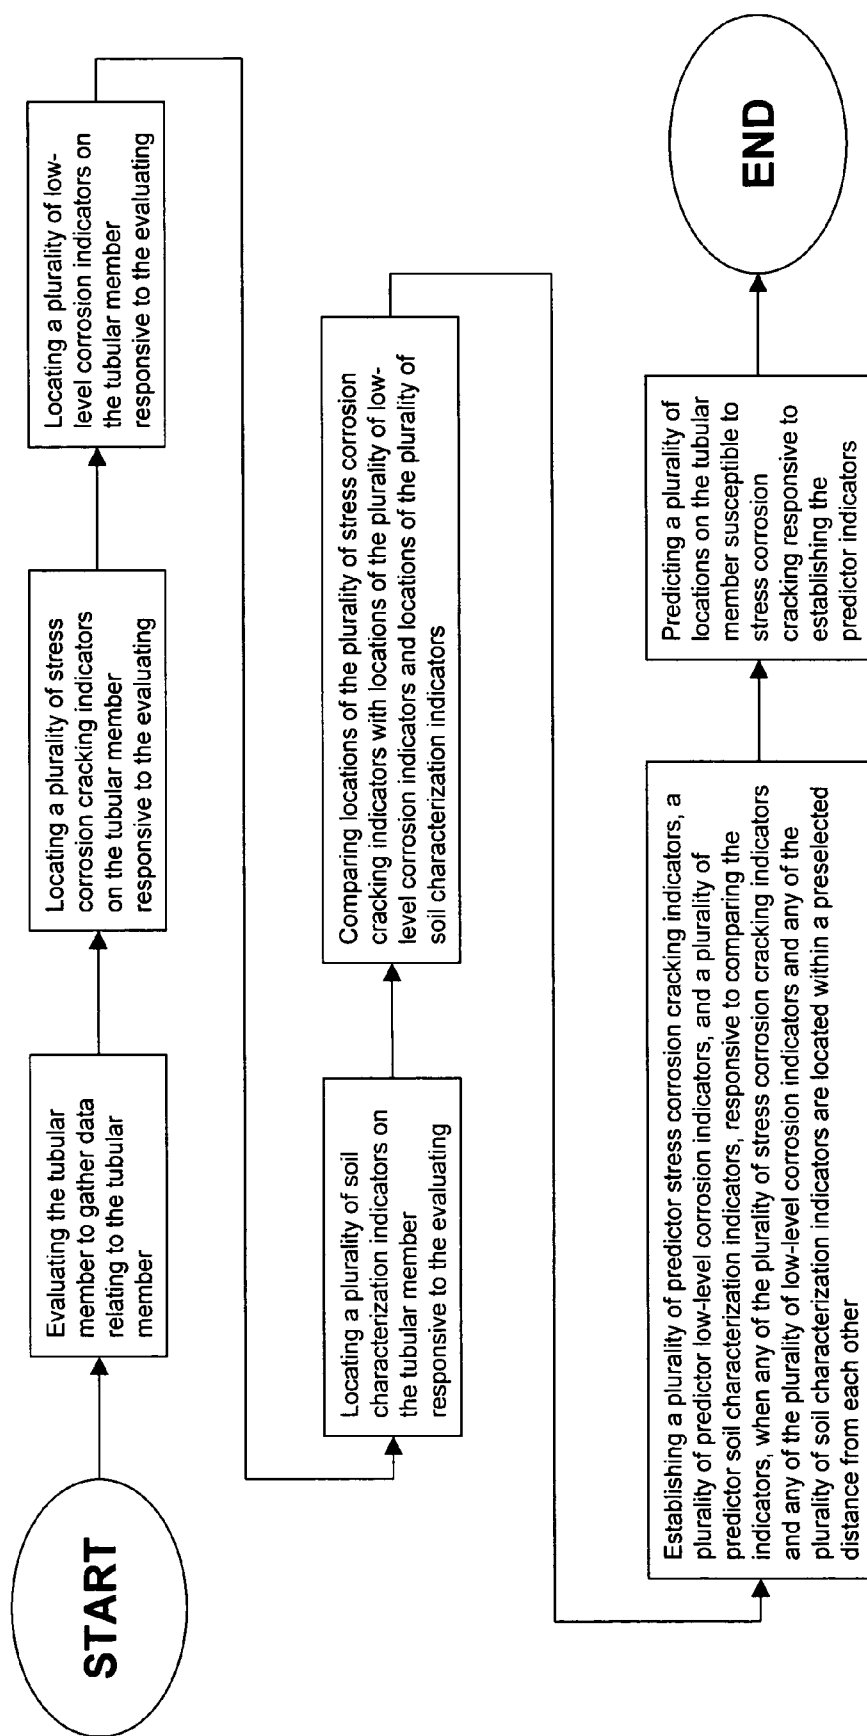 START
Evaluating the tubular
member to gather data
relating to the tubular
member
Locating a plurality of stress
corrosion cracking indicators
on the tubular member
responsive to the evaluating
Locating a plurality of low-
level corrosion indicators on
the tubular member
responsive to the evaluating
Locating a plurality of soil
characterization indicators on
the tubular member
responsive to the evaluating
Comparing locations of the plurality of stress corrosion
cracking indicators with locations of the plurality of low-
level corrosion indicators and locations of the plurality of
soil characterization indicators
Establishing a plurality of predictor stress corrosion cracking indicators, a
plurality of predictor low-level corrosion indicators, and a plurality of
predictor soil characterization indicators, responsive to comparing the
indicators, when any of the plurality of stress corrosion cracking indicators
and any of the plurality of low-level corrosion indicators and any of the
plurality of soil characterization indicators are located within a preselected
distance from each other
Predicting a plurality of
locations on the tubular
member susceptible to
stress corrosion
cracking responsive to
establishing the
predictor indicators
END